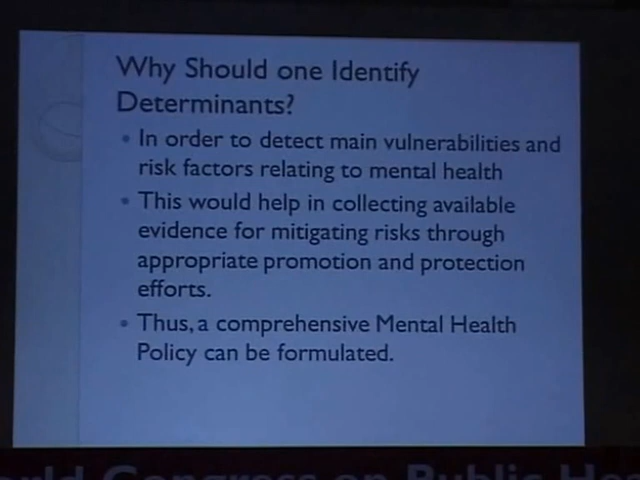 Why Should one Identify
Determinants?
In order to detect main vulnerabilities and
risk factors relating to mental health
This would help in collecting available
evidence for mitigating risks through
appropriate promotion and protection
efforts.
Thus, a comprehensive Mental Health
Policy can be formulated.
Congress on Public